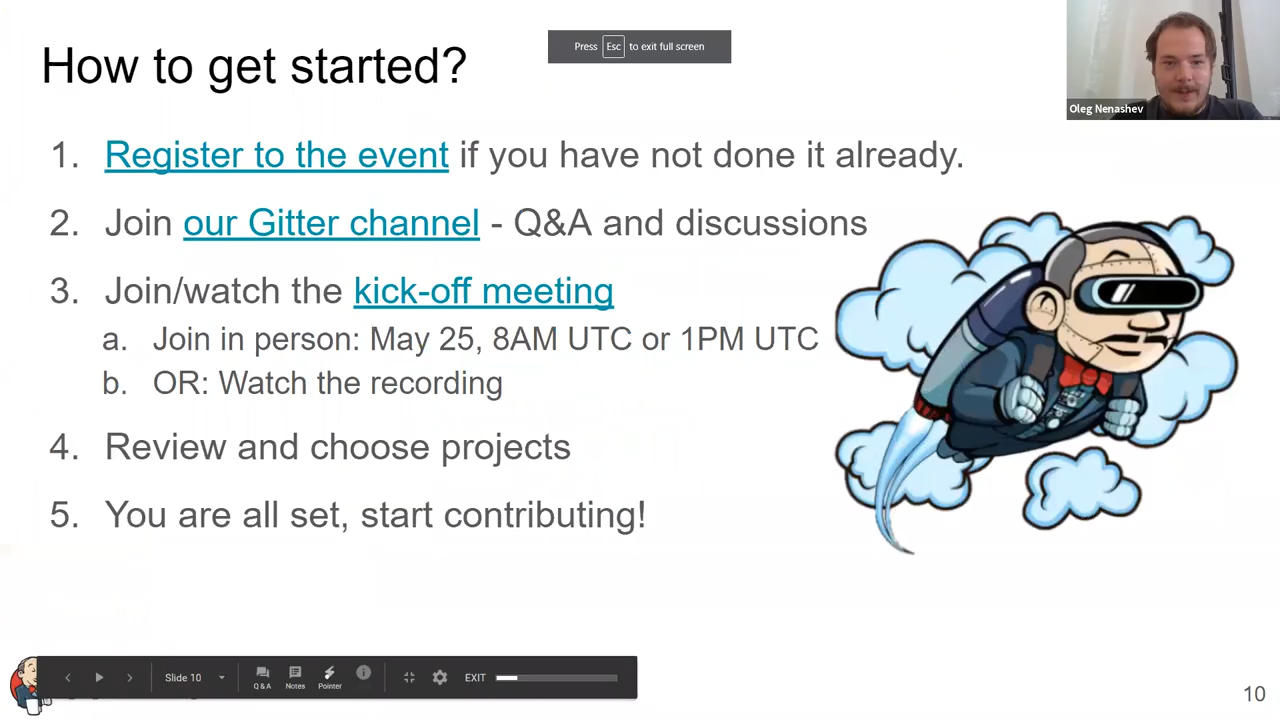 How to get started?
Press Esc to exit full screen
Oleg Nenashev
1. Register to the event if you have not done it already.
2. Join our Gitter channel - Q&A and discussions
3. Join/watch the kick-off meeting
a. Join in person: May 25, 8AM UTC or 1PM UTC
b. OR: Watch the recording
4. Review and choose projects
5. You are all set, start contributing!
Slide 10
Q&A
Notes
Pointer
EXIT
10